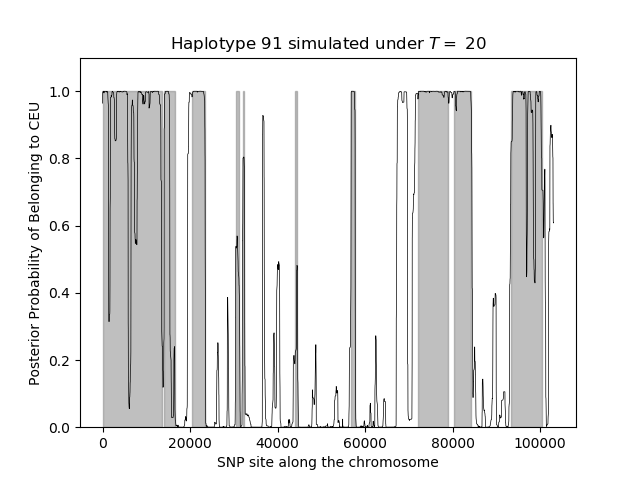 Haplotype 91 simulated under T = 20
Posterior Probability of Belonging to CEU
1.0
0.8
0.6
0.4
0.2
0.0
0 20000 40000 60000 80000 100000
SNP site along the chromosome